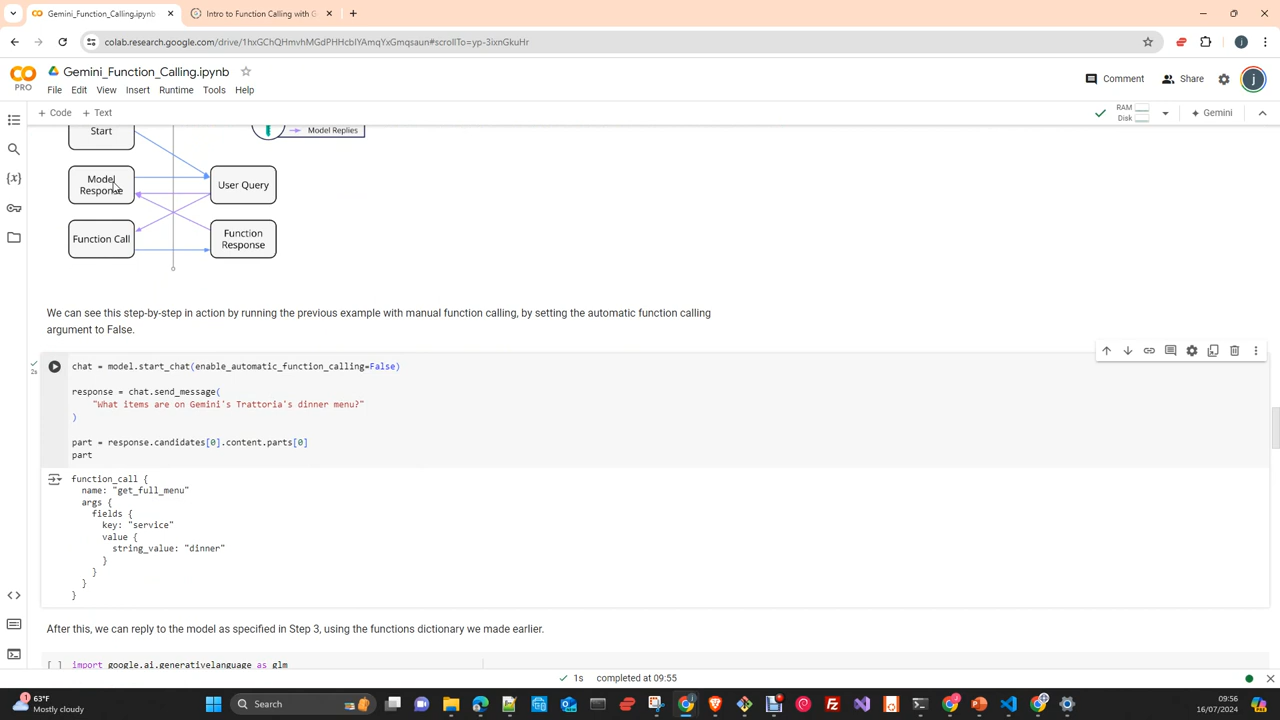 Gemini_Function_Calling.ipynb
Intro to Function Calling with G
colab.research.google.com/drive/1hxGChQHmvhMGdPHHcblYAmqYxGmqsaun#scrollTo=yp-3ixnGkuHr
Gemini_Function_Calling.ipynb
PRO
File Edit View Insert Runtime Tools Help
Comment
Share
j
+ Code + Text
RAM
Disk
Gemini
Start
Model Replies
Model
Response
User Query
Function Call
Function
Response
We can see this step-by-step in action by running the previous example with manual function calling, by setting the automatic function calling
argument to False.
2s
chat = model.start_chat(enable_automatic_function_calling=False)
response = chat.send_message(
"What items are on Gemini's Trattoria's dinner menu?"
)
part = response.candidates[0].content.parts[0]
part
function_call {
name: "get_full_menu"
args {
fields {
key: "service"
value {
string_value: "dinner"
}
}
}
}
After this, we can reply to the model as specified in Step 3, using the functions dictionary we made earlier.
[ ] import google.ai.generativelanguage as glm
1s completed at 09:55
63°F
Mostly cloudy
Search
09:56
16/07/2024